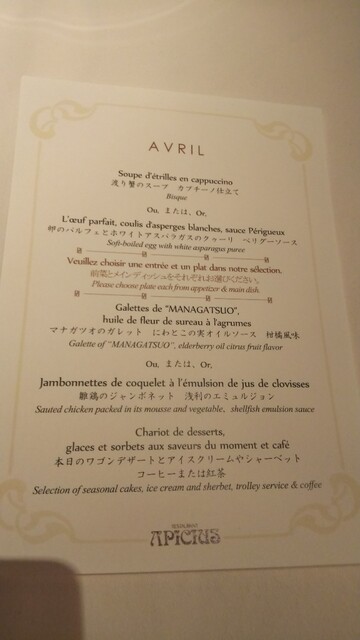 AVRIL
Soupe d'étrilles en cappuccino
渡り蟹のスープ カプチーノ仕立て
Bisque
Ou, または、Or,
L'œuf parfait, coulis d'asperges blanches, sauce Périgueux
岬のパルフェとホワイトアスパラガスのクーリ ペリグーソース
Soft-boiled egg with white asparagus puree
Veuillez choisir une entrée et un plat dans notre sélection.
前菜とメインディッシュをそれぞれお選びください。
Please choose plate each from appetizer & main dish.
Galettes de "MANAGATSUO",
huile de fleur de sureau à l'agrumes
マナガツオのガレット にわとこの実オイルソース 柑橘風味
Galette of "MANAGATSUO", elderberry oil citrus fruit flavor
Ou, または、Or,
Jambonnettes de coquelet à l'émulsion de jus de clovisses
雛鶏のジャンボネット 浅利のエミュルジョン
Sauted chicken packed in its mousse and vegetable, shellfish emulsion sauce
Chariot de desserts,
glaces et sorbets aux saveurs du moment et café
本日のワゴンデザートとアイスクリームやシャーベット
コーヒーまたは紅茶
Selection of seasonal cakes, ice cream and sherbet, trolley service & coffee
RESTAURANT
APICIUS